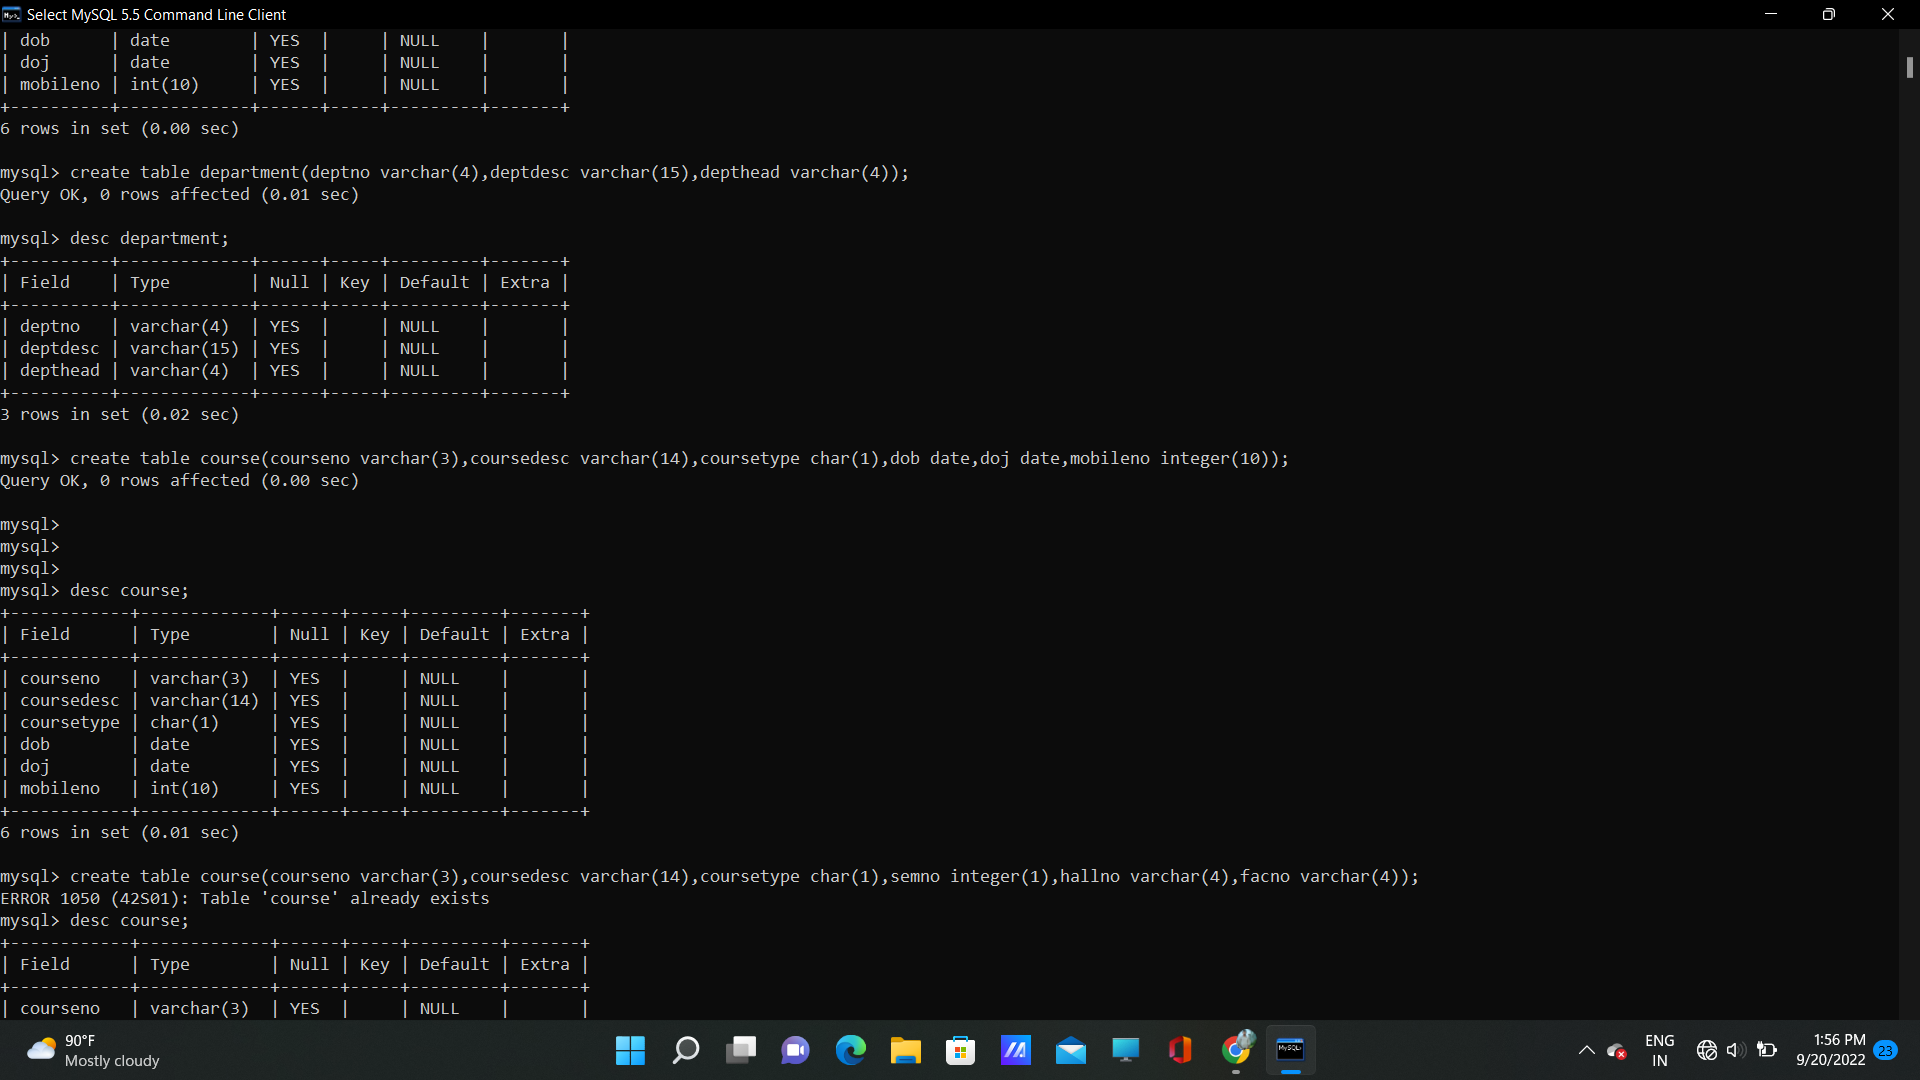 Select MySQL 5.5 Command Line Client
| dob      | date        | YES  |     | NULL    |       |
| doj      | date        | YES  |     | NULL    |       |
| mobileno | int(10)     | YES  |     | NULL    |       |
+----------+-------------+------+-----+---------+-------+
6 rows in set (0.00 sec)
mysql> create table department(deptno varchar(4),deptdesc varchar(15),depthead varchar(4));
Query OK, 0 rows affected (0.01 sec)
mysql> desc department;
+----------+-------------+------+-----+---------+-------+
| Field    | Type        | Null | Key | Default | Extra |
+----------+-------------+------+-----+---------+-------+
| deptno   | varchar(4)  | YES  |     | NULL    |       |
| deptdesc | varchar(15) | YES  |     | NULL    |       |
| depthead | varchar(4)  | YES  |     | NULL    |       |
+----------+-------------+------+-----+---------+-------+
3 rows in set (0.02 sec)
mysql> create table course(courseno varchar(3),coursedesc varchar(14),coursetype char(1),dob date,doj date,mobileno integer(10));
Query OK, 0 rows affected (0.00 sec)
mysql>
mysql>
mysql>
mysql> desc course;
+------------+-------------+------+-----+---------+-------+
| Field      | Type        | Null | Key | Default | Extra |
+------------+-------------+------+-----+---------+-------+
| courseno   | varchar(3)  | YES  |     | NULL    |       |
| coursedesc | varchar(14) | YES  |     | NULL    |       |
| coursetype | char(1)     | YES  |     | NULL    |       |
| dob        | date        | YES  |     | NULL    |       |
| doj        | date        | YES  |     | NULL    |       |
| mobileno   | int(10)     | YES  |     | NULL    |       |
+------------+-------------+------+-----+---------+-------+
6 rows in set (0.01 sec)
mysql> create table course(courseno varchar(3),coursedesc varchar(14),coursetype char(1),semno integer(1),hallno varchar(4),facno varchar(4));
ERROR 1050 (42S01): Table 'course' already exists
mysql> desc course;
+------------+-------------+------+-----+---------+-------+
| Field      | Type        | Null | Key | Default | Extra |
+------------+-------------+------+-----+---------+-------+
| courseno   | varchar(3)  | YES  |     | NULL    |       |
90°F
Mostly cloudy
ENG
IN
1:56 PM
9/20/2022
23